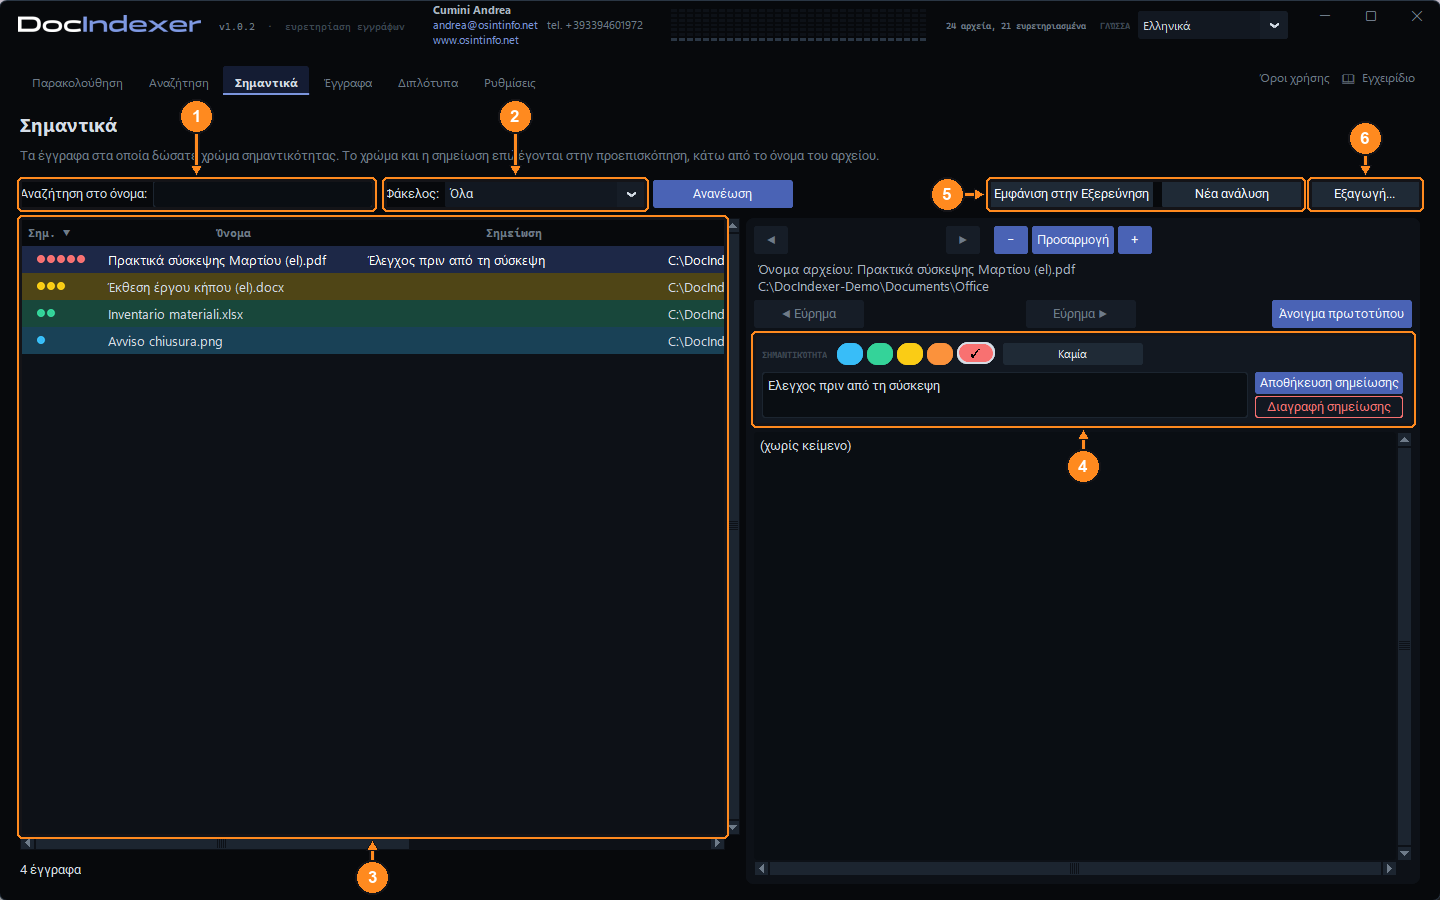 DocIndexer v1.0.2 · ευρετηρίαση εγγράφων
Cumini Andrea
andrea@osintinfo.net tel. +393394601972
www.osintinfo.net
24 αρχεία, 21 ευρετηριασμένα ΓΛΩΣΣΑ Ελληνικά
Παρακολούθηση Αναζήτηση Σημαντικά Έγγραφα Διπλότυπα Ρυθμίσεις
Όροι χρήσης Εγχειρίδιο
Σημαντικά
1
2
6
Τα έγγραφα στα οποία δώσατε χρώμα σημαντικότητας. Το χρώμα και η σημείωση επι έγονται στην προεπισκόπηση, κάτω από το όνομα του αρχείου.
Αναζήτηση στο όνομα: Φάκελος: Όλα Ανανέωση
5 Εμφάνιση στην Εξερεύνηση Νέα ανάλυση Εξαγωγή...
Σημ. ▼ Όνομα Σημείωση
Πρακτικά σύσκεψης Μαρτίου (el).pdf Έλεγχος πριν από τη σύσκεψη C:\DocInd
Έκθεση έργου κήπου (el).docx C:\DocInd
Inventario materiali.xlsx C:\DocInd
Avviso chiusura.png C:\DocInd
4 έγγραφα
3
◀ ▶ − Προσαρμογή +
Όνομα αρχείου: Πρακτικά σύσκεψης Μαρτίου (el).pdf
C:\DocIndexer-Demo\Documents\Office
◀ Εύρημα Εύρημα ▶ Άνοιγμα πρωτοτύπου
ΣΗΜΑΝΤΙΚΌΤΗΤΑ ✓ Καμία
Έλεγχος πριν από τη σύσκεψη
Αποθήκευση σημείωσης
Διαγραφή σημείωσης
(χωρίς κείμενο)
4